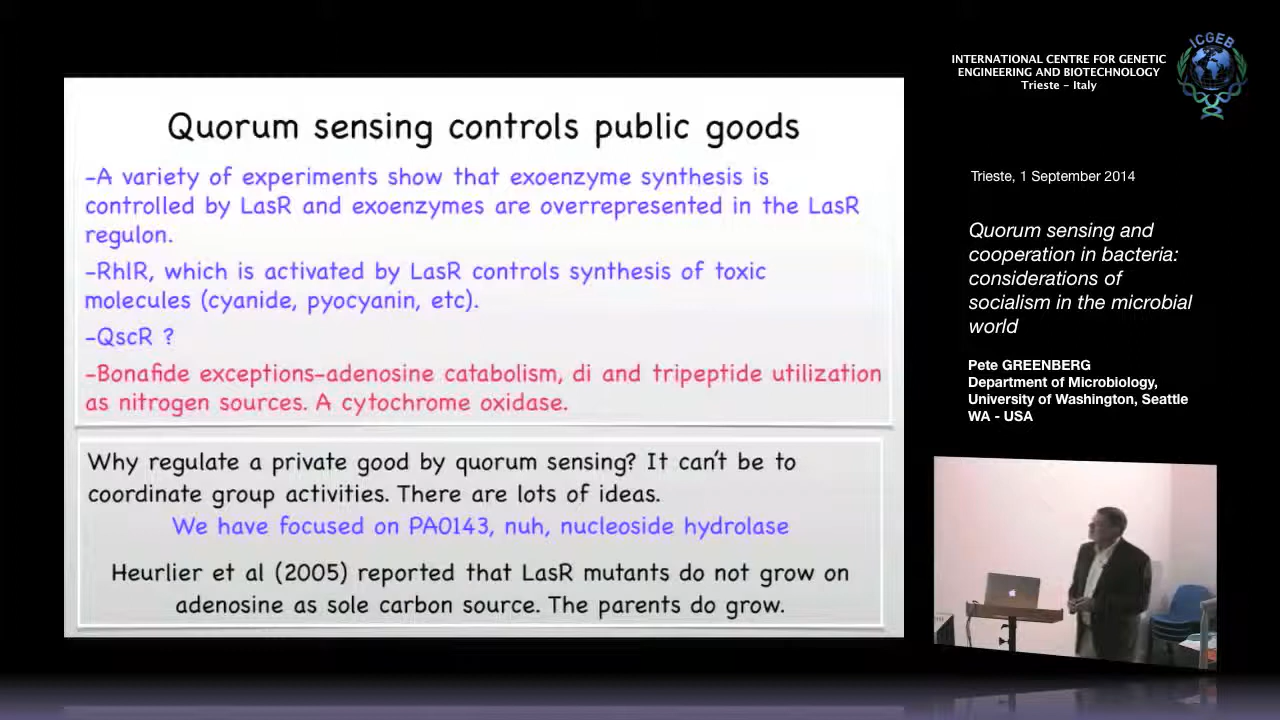 Quorum sensing controls public goods
-A variety of experiments show that exoenzyme synthesis is
controlled by LasR and exoenzymes are overrepresented in the LasR
regulon.
-RhlR, which is activated by LasR controls synthesis of toxic
molecules (cyanide, pyocyanin, etc).
-QscR ?
-Bonafide exceptions-adenosine catabolism, di and tripeptide utilization
as nitrogen sources. A cytochrome oxidase.
Why regulate a private good by quorum sensing? It can't be to
coordinate group activities. There are lots of ideas.
We have focused on PA0143, nuh, nucleoside hydrolase
Heurlier et al (2005) reported that LasR mutants do not grow on
adenosine as sole carbon source. The parents do grow.
INTERNATIONAL CENTRE FOR GENETIC
ENGINEERING AND BIOTECHNOLOGY
Trieste - Italy
ICGEB
Trieste, 1 September 2014
Quorum sensing and
cooperation in bacteria:
considerations of
socialism in the microbial
world
Pete GREENBERG
Department of Microbiology,
University of Washington, Seattle
WA - USA